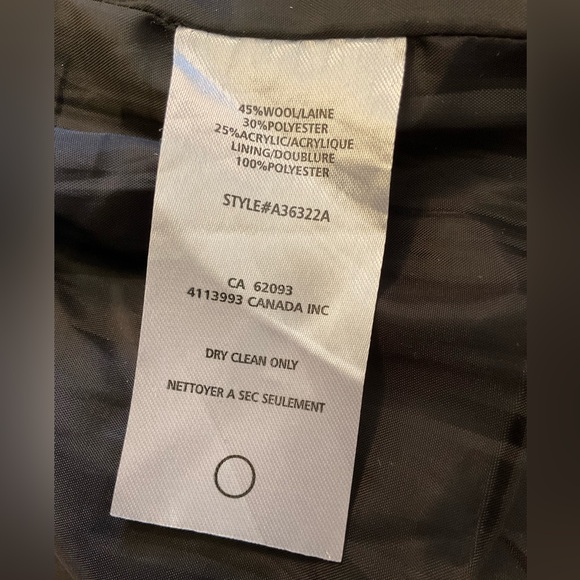 45%WOOL/LAINE
30%POLYESTER
25%ACRYLIC/ACRYLIQUE
LINING/DOUBLURE
100%POLYESTER
STYLE#A36322A
CA 62093
4113993 CANADA INC
DRY CLEAN ONLY
NETTOYER A SEC SEULEMENT